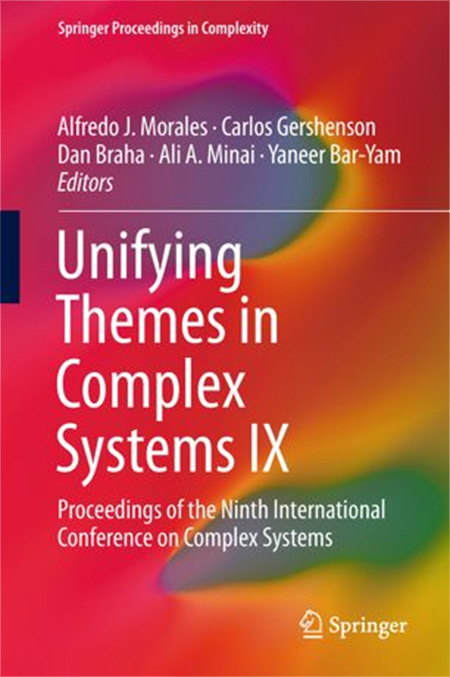 Springer Proceedings in Complexity
Alfredo J. Morales · Carlos Gershenson
Dan Braha · Ali A. Minai · Yaneer Bar-Yam
Editors
Unifying
Themes in
Complex
Systems IX
Proceedings of the Ninth International
Conference on Complex Systems
Springer